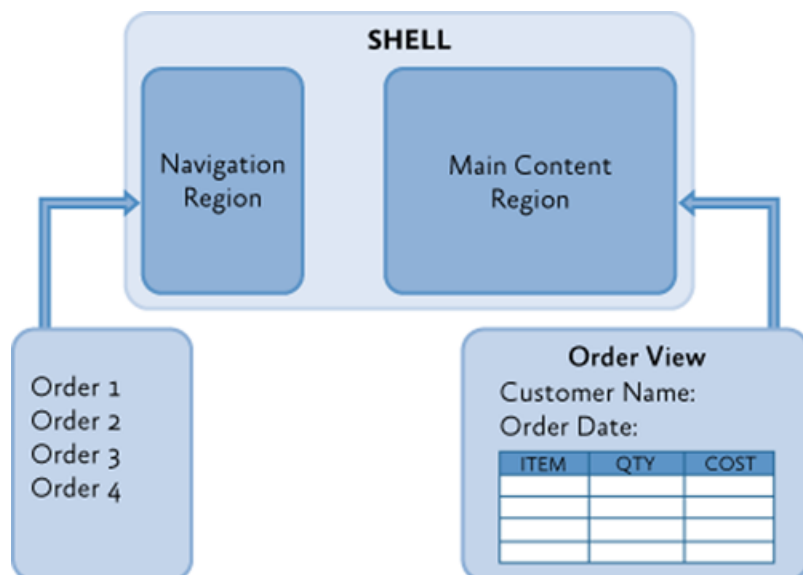 SHELL
Navigation
Region
Main Content
Region
Order 1
Order 2
Order 3
Order 4
Order View
Customer Name:
Order Date:
ITEM QTY COST